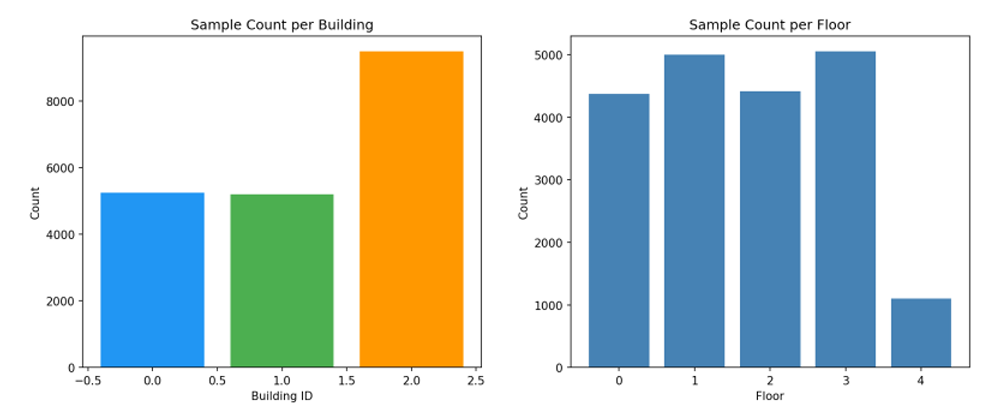 Sample Count per Building
Count
8000
6000
4000
2000
0
−0.5 0.0 0.5 1.0 1.5 2.0 2.5
Building ID
Sample Count per Floor
Count
5000
4000
3000
2000
1000
0
0 1 2 3 4
Floor